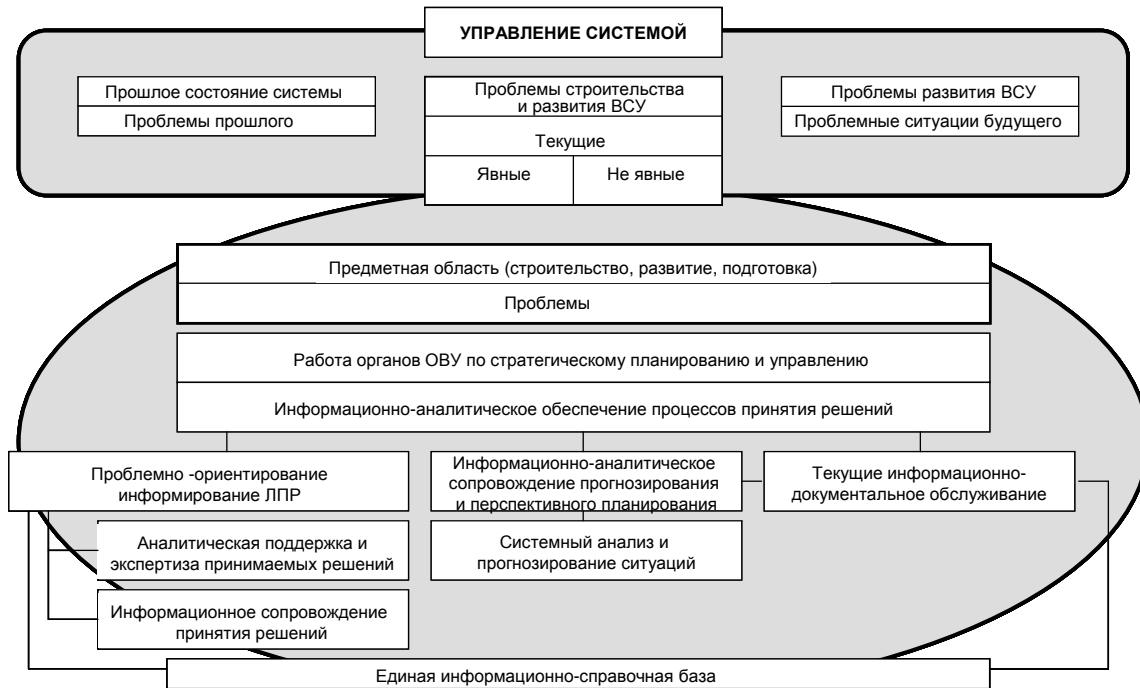 УПРАВЛЕНИЕ СИСТЕМОЙ
Прошлое состояние системы
Проблемы прошлого
Проблемы строительства
и развития ВСУ
Текущие
Явные
Не явные
Проблемы развития ВСУ
Проблемные ситуации будущего
Предметная область (строительство, развитие, подготовка)
Проблемы
Работа органов ОВУ по стратегическому планированию и управлению
Информационно-аналитическое обеспечение процессов принятия решений
Проблемно -ориентирование
информирование ЛПР
Информационно-аналитическое
сопровождение прогнозирования
и перспективного планирования
Текущие информационно-
документальное обслуживание
Аналитическая поддержка и
экспертиза принимаемых решений
Системный анализ и
прогнозирование ситуаций
Информационное сопровождение
принятия решений
Единая информационно-справочная база